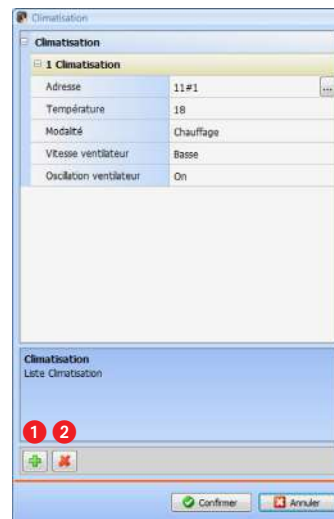 Climatisation
Climatisation
1 Climatisation
Adresse 11#1 ...
Température 18
Modalité Chauffage
Vitesse ventilateur Basse
Oscilation ventilateur On
Climatisation
Liste Climatisation
1 2
Confirmer Annuler